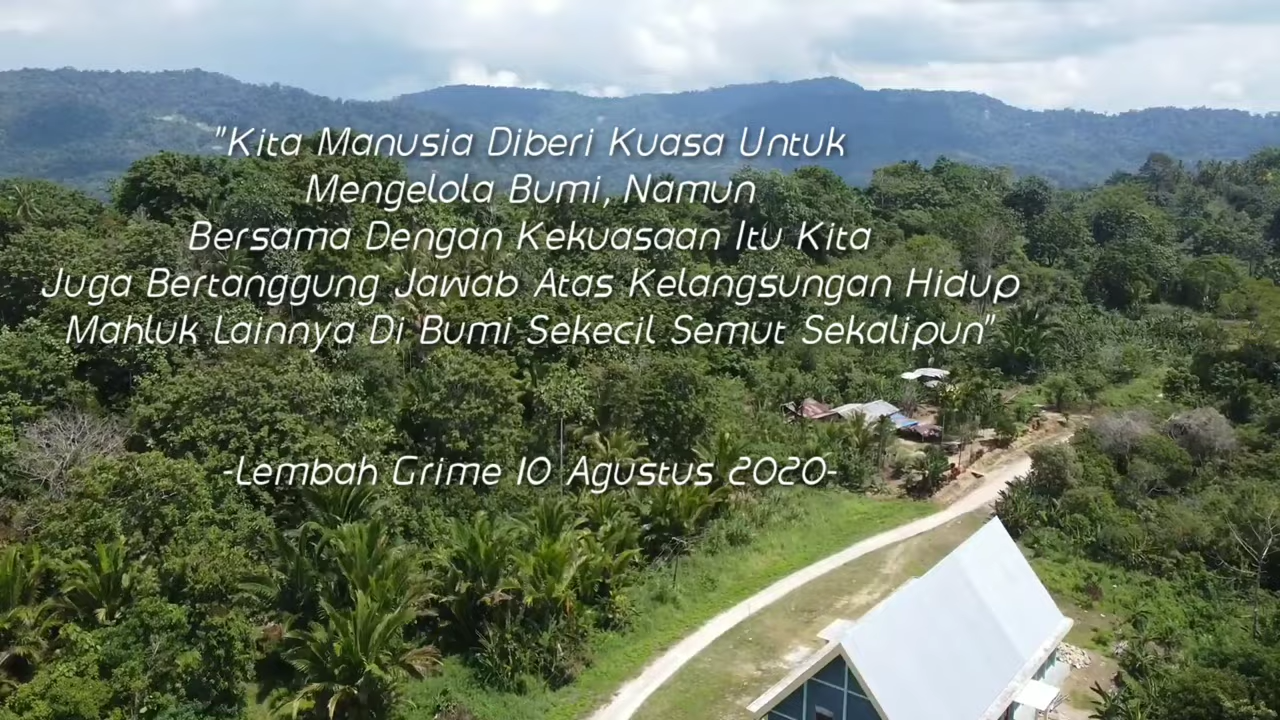 "Kita Manusia Diberi Kuasa Untuk
Mengelola Bumi, Namun
Bersama Dengan Kekuasaan Itu Kita
Juga Bertanggung Jawab Atas Kelangsungan Hidup
Mahluk Lainnya Di Bumi Sekecil Semut Sekalipun"
-Lembah Grime 10 Agustus 2020-